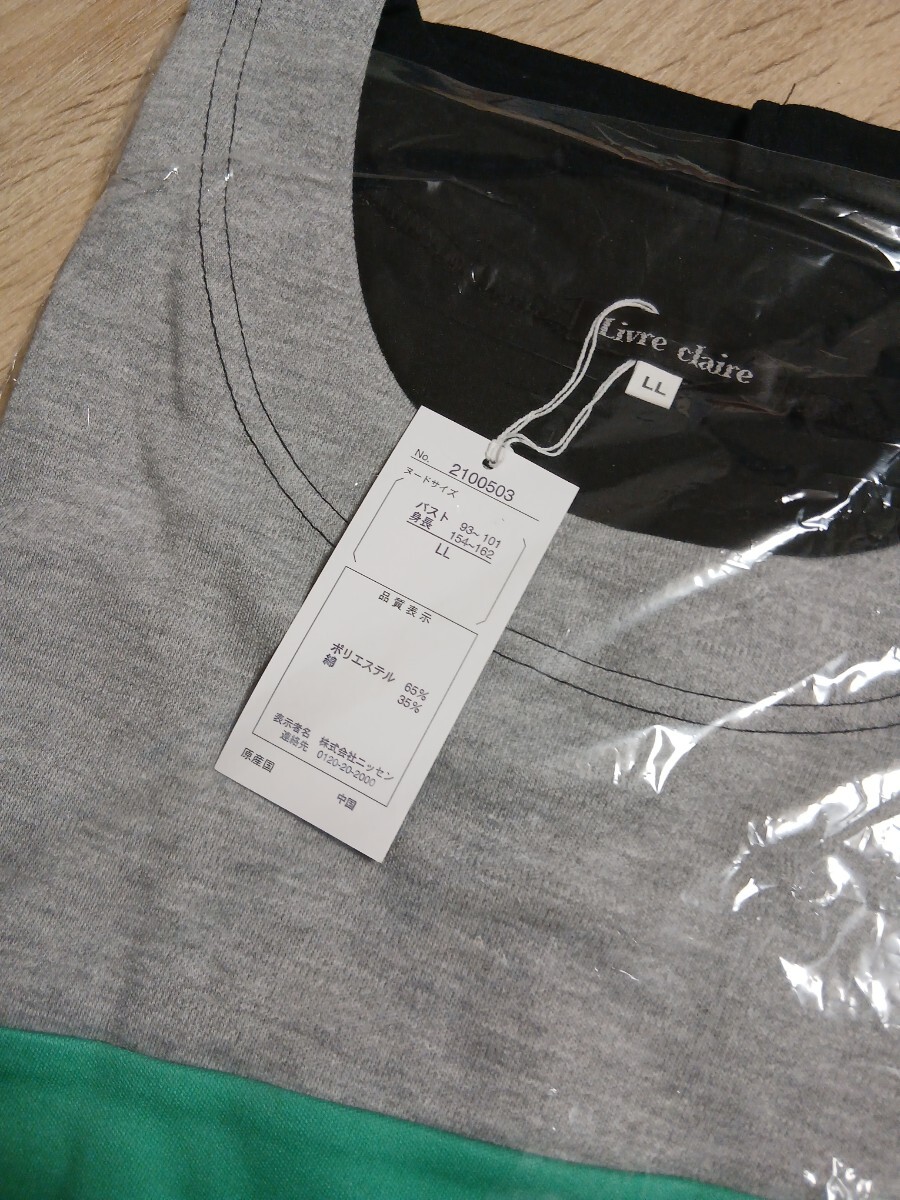 Livre claire
LL
No. 2100503
ヌードサイズ
バスト 93~101
身長 154~162
LL
品質表示
ポリエステル 65%
綿 35%
表示者名 株式会社ニッセン
連絡先 0120-20-2000
原産国
中国